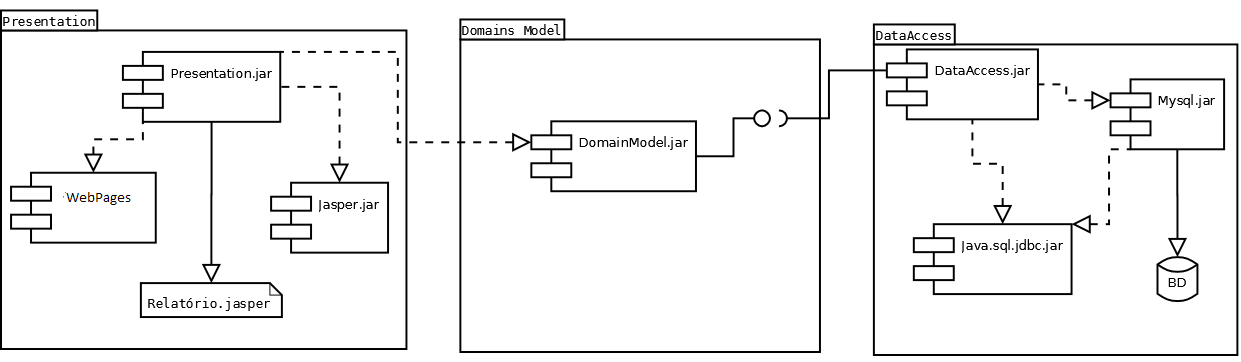 Presentation
Presentation.jar
WebPages
Jasper.jar
Relatório.jasper
Domains Model
DomainModel.jar
DataAccess
DataAccess.jar
Mysql.jar
Java.sql.jdbc.jar
BD